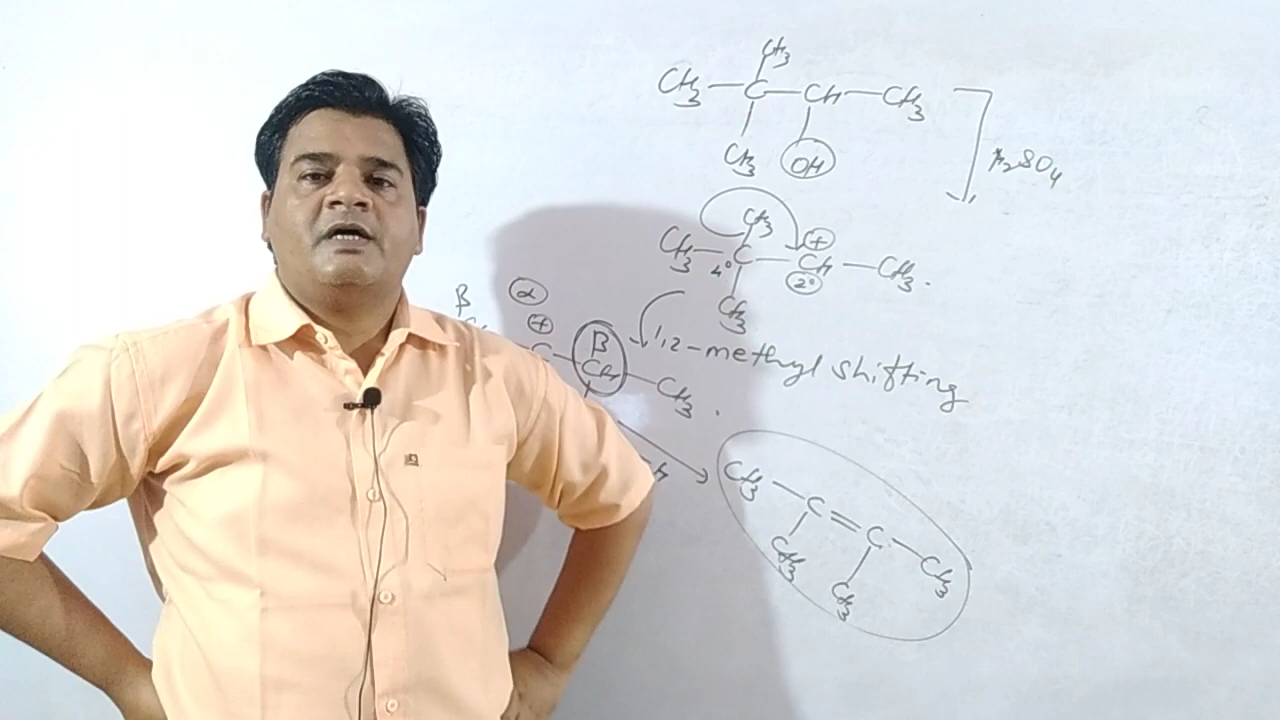 CH3
CH3 — C — CH — CH3
CH3 OH
H2SO4
CH3 ⊕
CH3 — C — CH — CH3.
4° 2°
CH3
β α
⊕ β
C — CH — CH3.
1,2-methyl shifting
H
CH3 — C = C — CH3
CH3 CH3